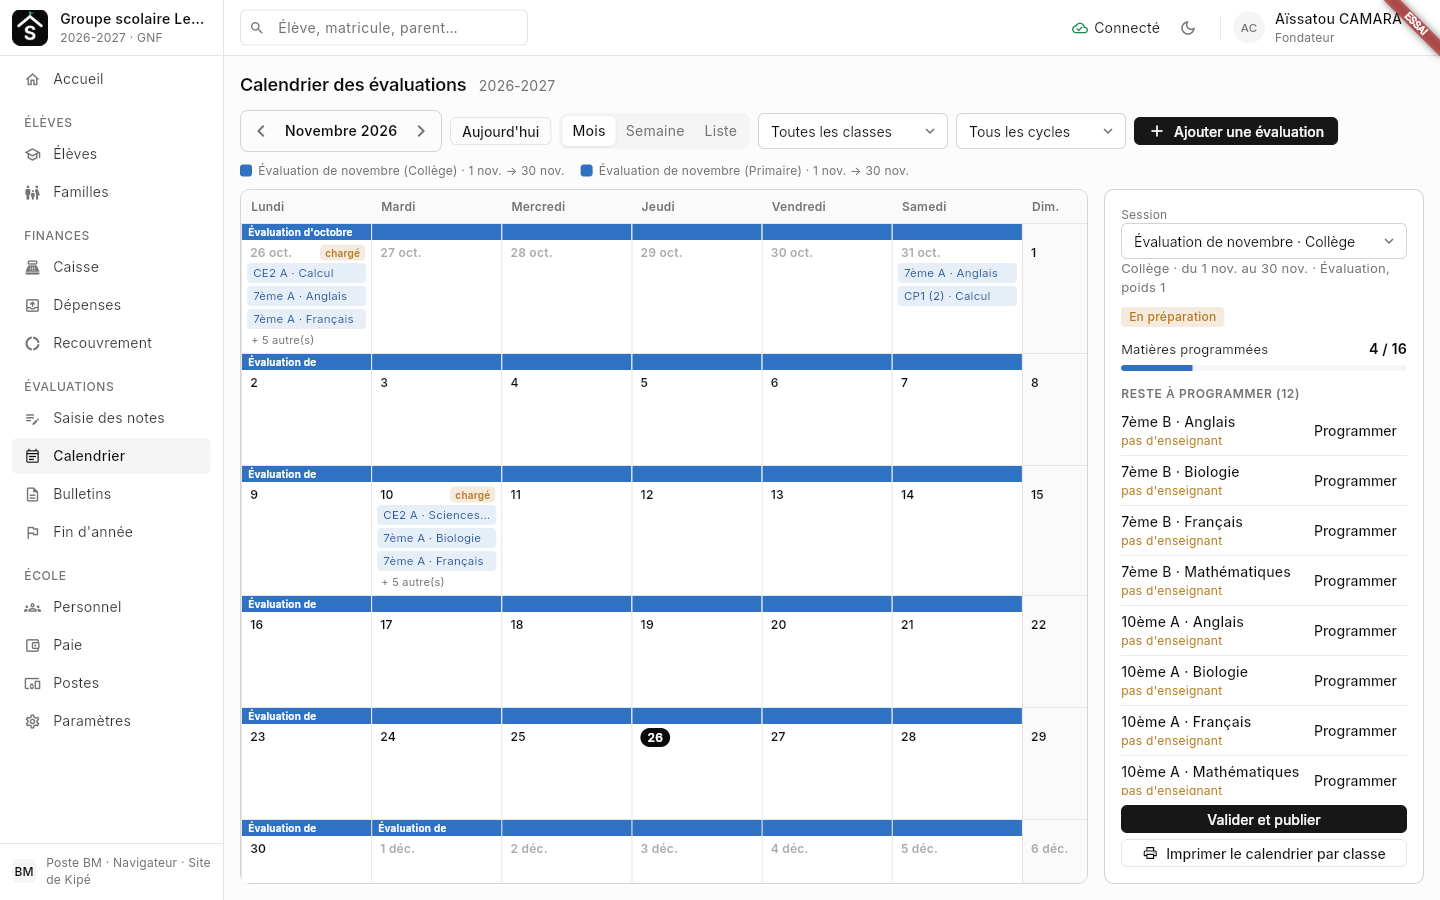 Groupe scolaire Le...
2026-2027 · GNF
Élève, matricule, parent...
Connecté
AC
Aïssatou CAMARA
Fondateur
ESSAI
Accueil
ÉLÈVES
Élèves
Familles
FINANCES
Caisse
Dépenses
Recouvrement
ÉVALUATIONS
Saisie des notes
Calendrier
Bulletins
Fin d'année
ÉCOLE
Personnel
Paie
Postes
Paramètres
BM
Poste BM · Navigateur · Site
de Kipé
Calendrier des évaluations 2026-2027
Novembre 2026
Aujourd'hui
Mois Semaine Liste
Toutes les classes
Tous les cycles
Ajouter une évaluation
Évaluation de novembre (Collège) · 1 nov. → 30 nov.
Évaluation de novembre (Primaire) · 1 nov. → 30 nov.
Lundi Mardi Mercredi Jeudi Vendredi Samedi Dim.
Évaluation d'octobre
26 oct. chargé 27 oct. 28 oct. 29 oct. 30 oct. 31 oct. 1
CE2 A · Calcul 7ème A · Anglais
7ème A · Anglais CP1 (2) · Calcul
7ème A · Français
+ 5 autre(s)
Évaluation de
2 3 4 5 6 7 8
Évaluation de
9 10 chargé 11 12 13 14 15
CE2 A · Sciences...
7ème A · Biologie
7ème A · Français
+ 5 autre(s)
Évaluation de
16 17 18 19 20 21 22
Évaluation de
23 24 25 26 27 28 29
Évaluation de Évaluation de
30 1 déc. 2 déc. 3 déc. 4 déc. 5 déc. 6 déc.
Session
Évaluation de novembre · Collège
Collège · du 1 nov. au 30 nov. · Évaluation,
poids 1
En préparation
Matières programmées 4 / 16
RESTE À PROGRAMMER (12)
7ème B · Anglais
pas d'enseignant
Programmer
7ème B · Biologie
pas d'enseignant
Programmer
7ème B · Français
pas d'enseignant
Programmer
7ème B · Mathématiques
pas d'enseignant
Programmer
10ème A · Anglais
pas d'enseignant
Programmer
10ème A · Biologie
pas d'enseignant
Programmer
10ème A · Français
pas d'enseignant
Programmer
10ème A · Mathématiques
pas d'enseignant
Programmer
Valider et publier
Imprimer le calendrier par classe